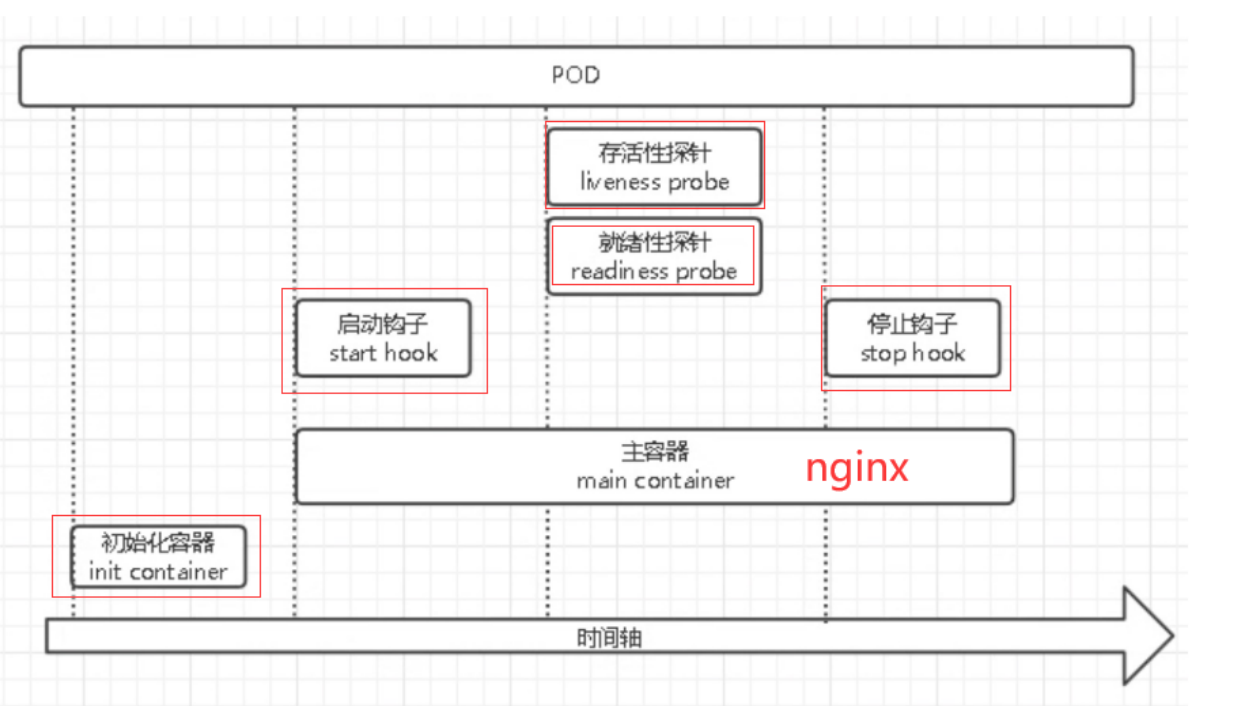 POD
存活性探针
liveness probe
就绪性探针
readiness probe
启动钩子
start hook
停止钩子
stop hook
主容器
main container
nginx
初始化容器
init container
时间轴